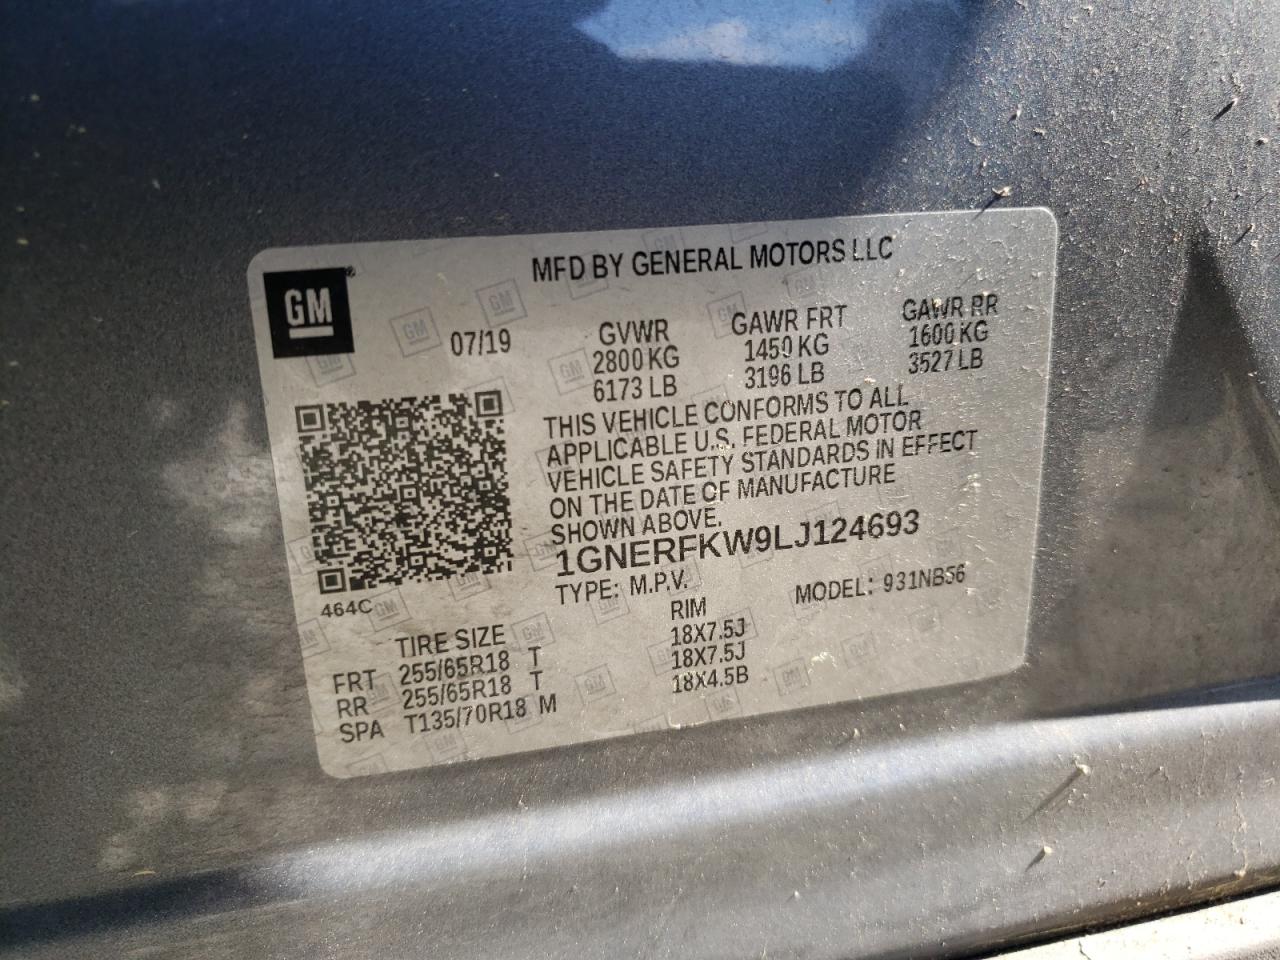 MFD BY GENERAL MOTORS LLC
GM®
07/19
GVWR GAWR FRT GAWR RR
2800 KG 1450 KG 1600 KG
6173 LB 3196 LB 3527 LB
THIS VEHICLE CONFORMS TO ALL
APPLICABLE U.S. FEDERAL MOTOR
VEHICLE SAFETY STANDARDS IN EFFECT
ON THE DATE OF MANUFACTURE
SHOWN ABOVE.
1GNERFKW9LJ124693
TYPE: M.P.V. MODEL: 931NB56
464C
TIRE SIZE RIM
FRT 255/65R18 T 18X7.5J
RR 255/65R18 T 18X7.5J
SPA T135/70R18 M 18X4.5B